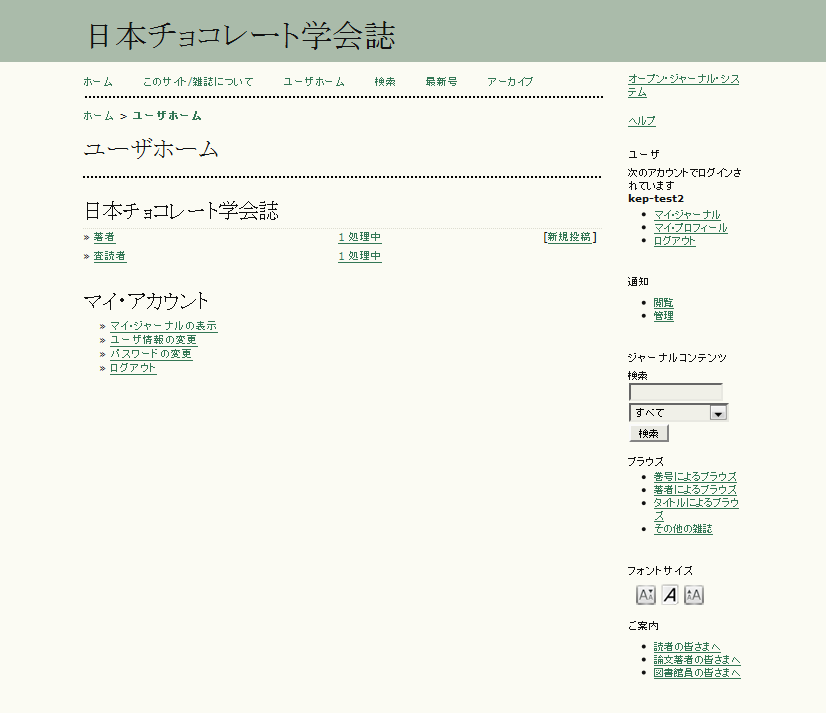 日本チョコレート学会誌
ホーム このサイト/雑誌について ユーザホーム 検索 最新号 アーカイブ
ホーム > ユーザホーム
ユーザホーム
日本チョコレート学会誌
» 著者 1 処理中 [新規投稿]
» 査読者 1 処理中
マイ・アカウント
» マイ・ジャーナルの表示
» ユーザ情報の変更
» パスワードの変更
» ログアウト
オープン・ジャーナル・シス
テム
ヘルプ
ユーザ
次のアカウントでログインさ
れています
kep-test2
マイ・ジャーナル
マイ・プロフィール
ログアウト
通知
閲覧
管理
ジャーナルコンテンツ
検索
すべて
検索
ブラウズ
巻号によるブラウズ
著者によるブラウズ
タイトルによるブラウ
ズ
その他の雑誌
フォントサイズ
A A A A A
ご案内
読者の皆さまへ
論文著者の皆さまへ
図書館員の皆さまへ